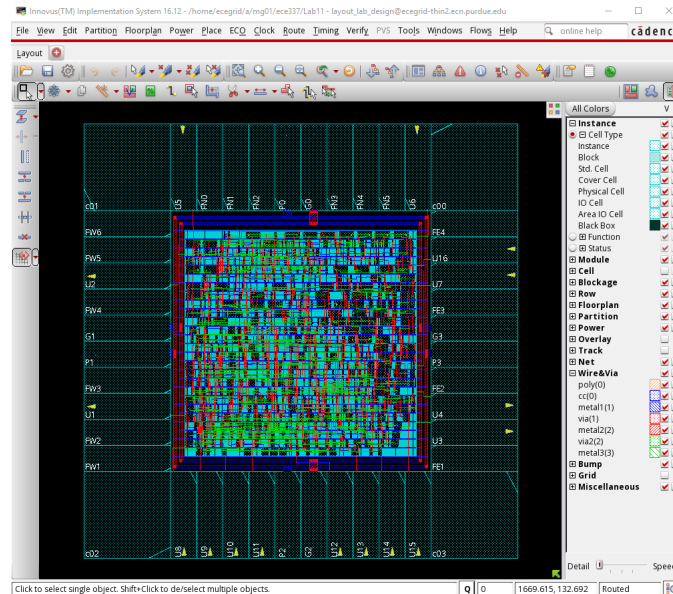 Innovus(TM) Implementation System 16.12 - /home/ecegrid/a/mg01/ece337/Lab11 - layout_lab_design@ecegrid-thin2.ecn.purdue.edu
File View Edit Partition Floorplan Power Place ECO Clock Route Timing Verify PVS Tools Windows Flows Help
online help
cādenc
Layout
All Colors V
Instance
Cell Type
Instance
Block
Std. Cell
Cover Cell
Physical Cell
IO Cell
Area IO Cell
Black Box
Function
Status
Module
Cell
Blockage
Row
Floorplan
Partition
Power
Overlay
Track
Net
Wire&Via
poly(0)
cc(0)
metal1(1)
via(1)
metal2(2)
via2(2)
metal3(3)
Bump
Grid
Miscellaneous
c01 U5 FN0 FN1 FN2 P0 G0 FN3 FN4 FN5 U6 c00
FW6 FE4
FW5 U16
U2 U7
FW4 FE3
G1 G3
P1 P3
FW3 FE2
U1 U4
FW2 U3
FW1 FE1
c02 U8 U9 U10 U11 P2 G2 U12 U13 U14 U15 c03
Detail Speed
Click to select single object. Shift+Click to de/select multiple objects.
Q 0 1669.615, 132.692 Routed